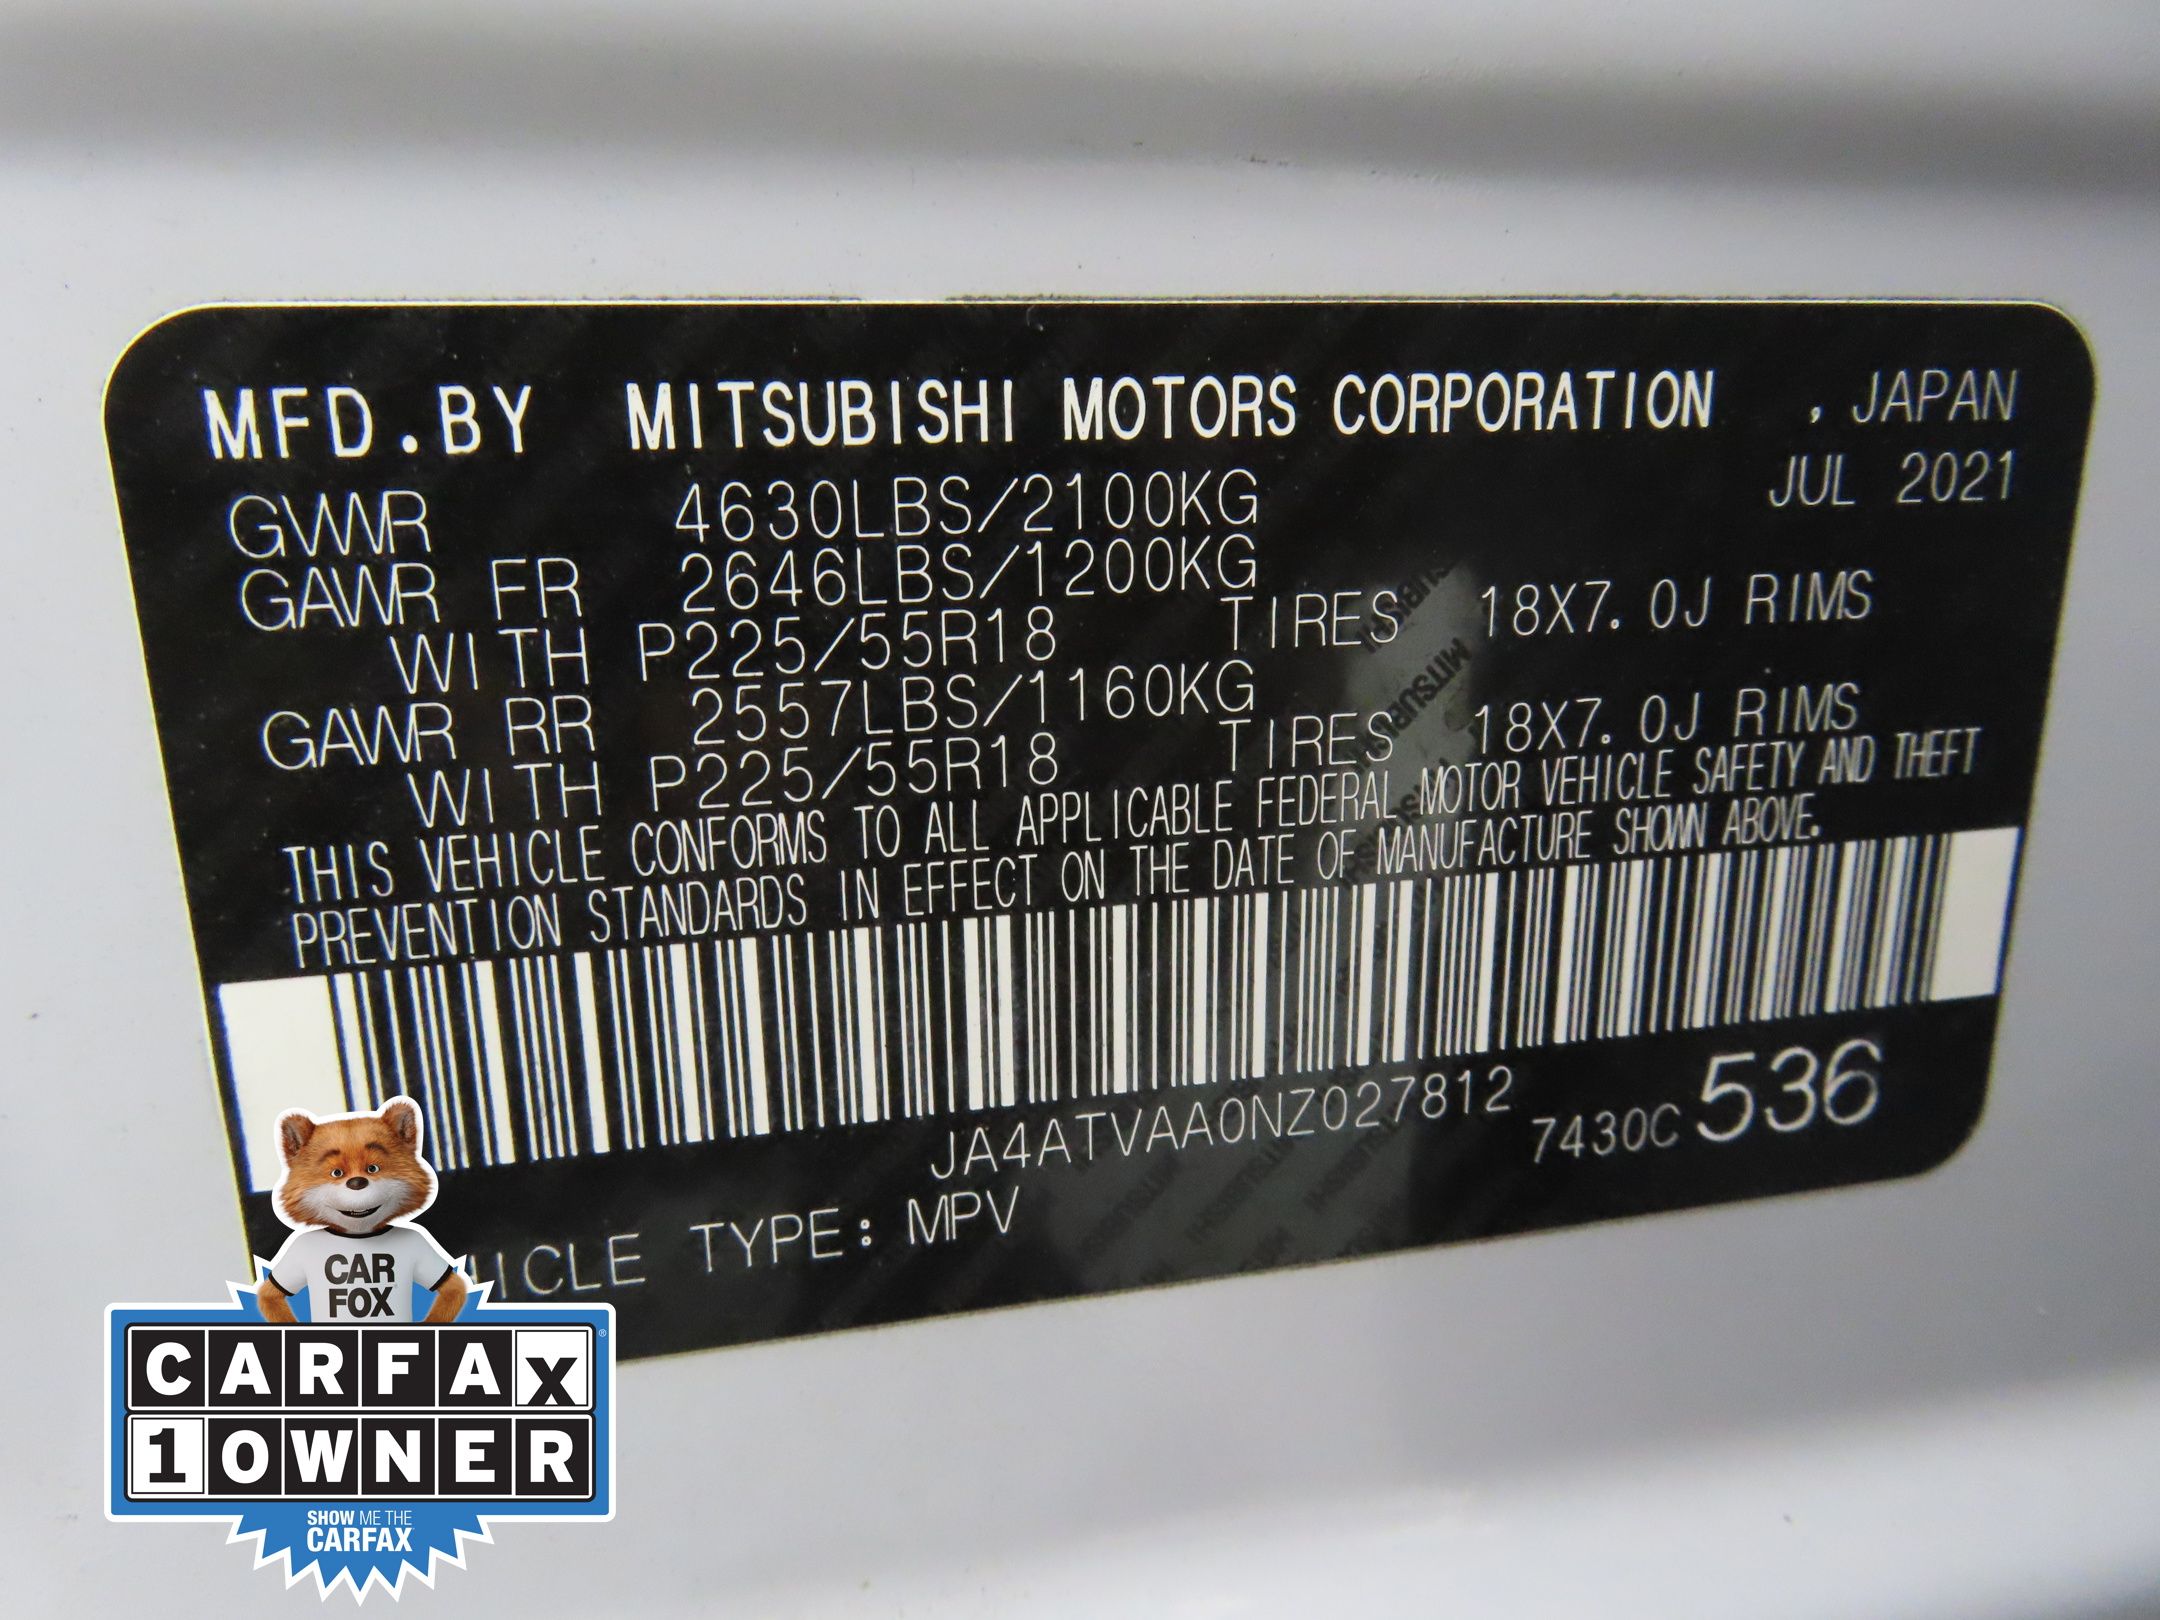 MFD.BY MITSUBISHI MOTORS CORPORATION , JAPAN
JUL 2021
GVWR 4630LBS/2100KG
GAWR FR 2646LBS/1200KG
WITH P225/55R18 TIRES 18X7.0J RIMS
GAWR RR 2557LBS/1160KG
WITH P225/55R18 TIRES 18X7.0J RIMS
THIS VEHICLE CONFORMS TO ALL APPLICABLE FEDERAL MOTOR VEHICLE SAFETY AND THEFT
PREVENTION STANDARDS IN EFFECT ON THE DATE OF MANUFACTURE SHOWN ABOVE.
JA4ATVAA0NZ027812
7430C 536
TYPE: MPV
CAR
FOX
CARFAX®
1 OWNER
SHOW ME THE
CARFAX